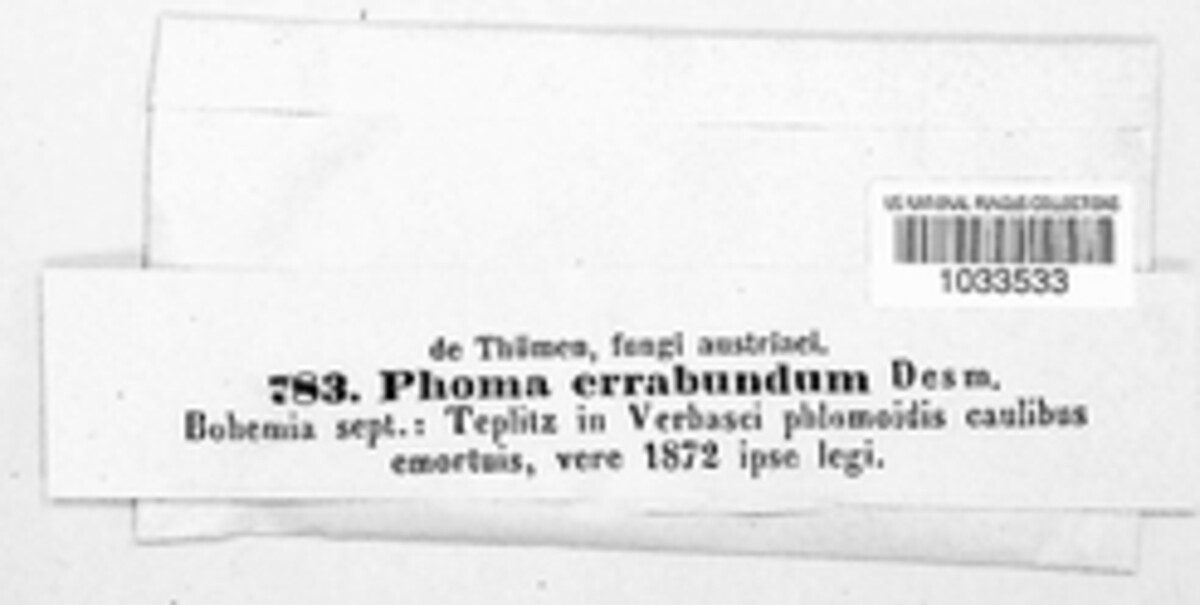 US NATIONAL FUNGUS COLLECTIONS
1033533
de Thümen, fungi austriaci.
783. Phoma errabundum Desm.
Bohemia sept.: Teplitz in Verbasci phlomoidis caulibus
emortuis, vere 1872 ipse legi.